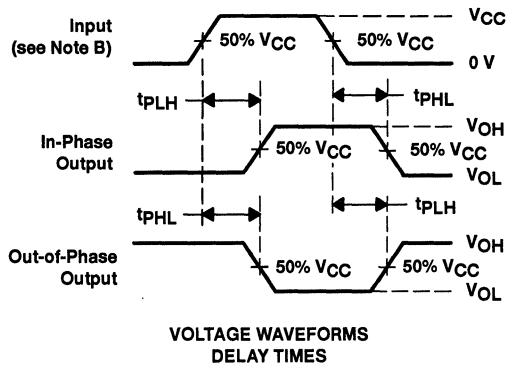 Input
(see Note B)
50% VCC
50% VCC
VCC
0 V
tPLH
tPHL
In-Phase
Output
50% VCC
50% VCC
VOH
VOL
tPHL
tPLH
Out-of-Phase
Output
50% VCC
50% VCC
VOH
VOL
VOLTAGE WAVEFORMS
DELAY TIMES